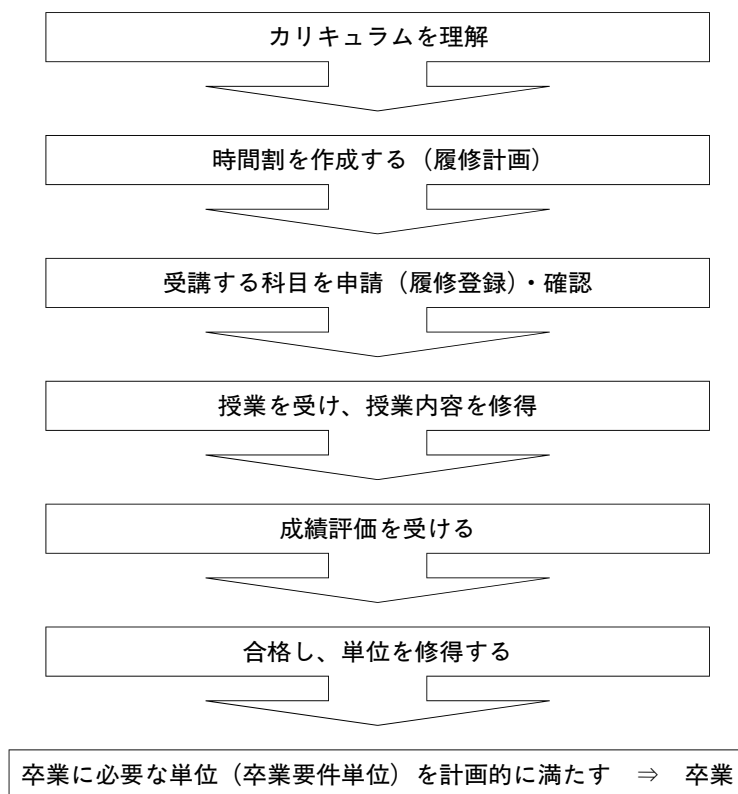 カリキュラムを理解
時間割を作成する（履修計画）
受講する科目を申請（履修登録）・確認
授業を受け、授業内容を修得
成績評価を受ける
合格し、単位を修得する
卒業に必要な単位（卒業要件単位）を計画的に満たす　⇒　卒業